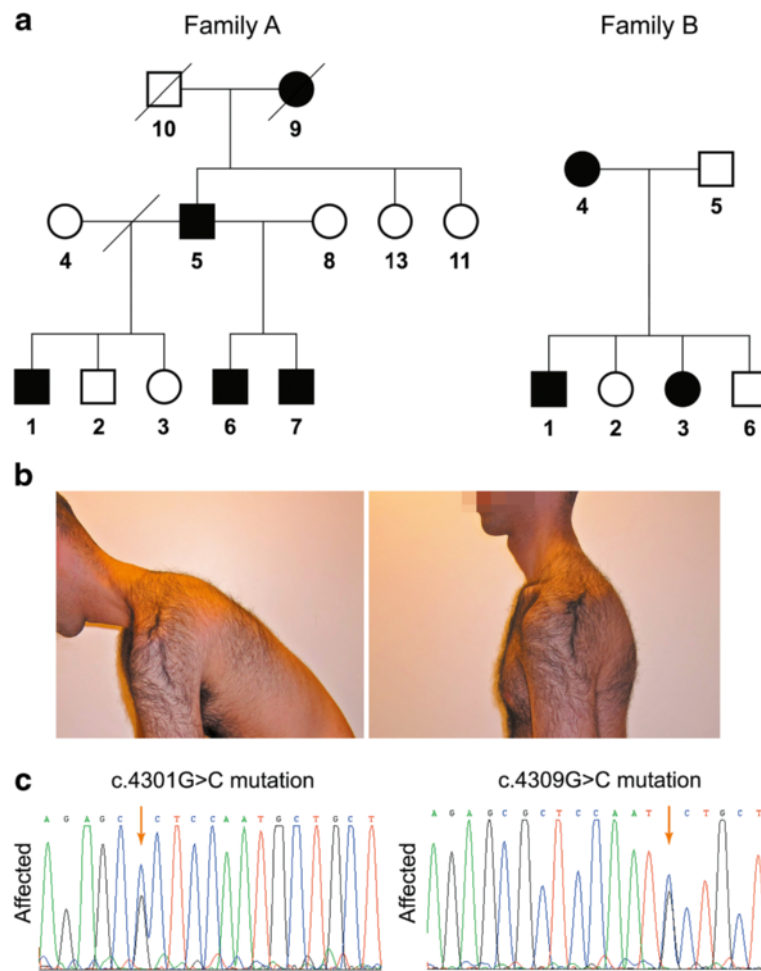 a
Family A
Family B
10
9
4
5
4
5
8
13
11
1
2
3
6
7
1
2
3
6
b
c
c.4301G>C mutation
c.4309G>C mutation
A G A G C C T C C A A T G C T G C T
A G A G C G C T C C A A T C T G C T
Affected
Affected